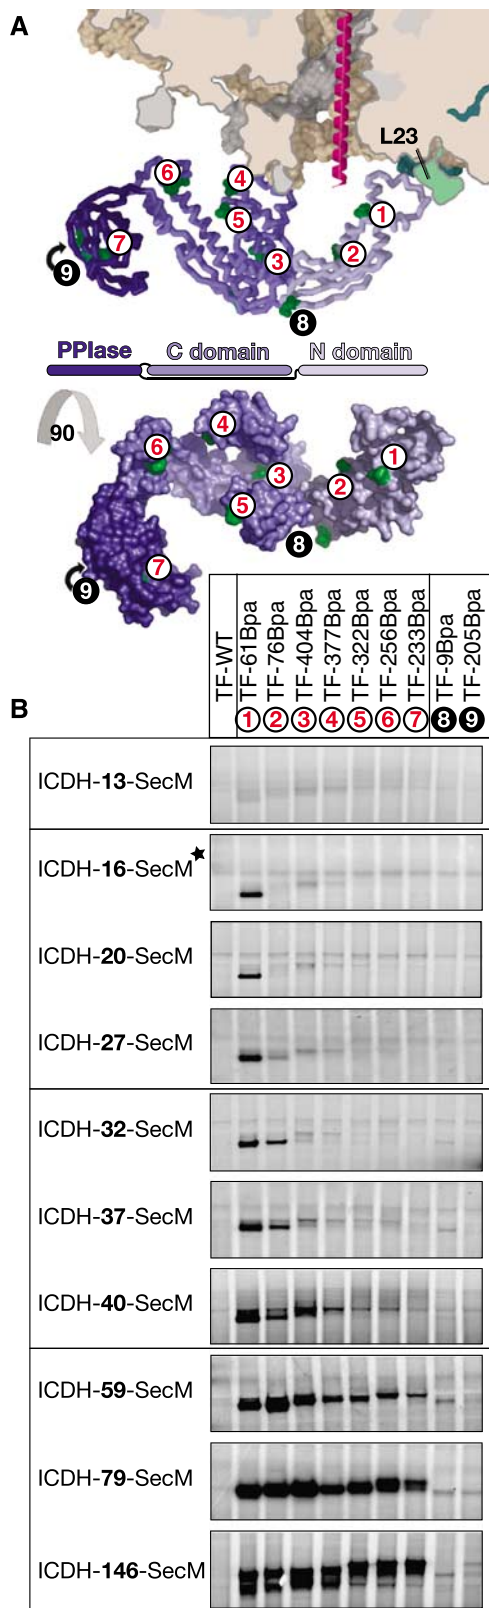 A
L23
6
4
1
5
7
2
3
9
8
PPIase C domain N domain
90
4
6
1
3
2
5
8
7
9
TF-WT TF-61Bpa TF-76Bpa TF-404Bpa TF-377Bpa TF-322Bpa TF-256Bpa TF-233Bpa TF-9Bpa TF-205Bpa
B
1 2 3 4 5 6 7 8 9
ICDH-13-SecM
ICDH-16-SecM★
ICDH-20-SecM
ICDH-27-SecM
ICDH-32-SecM
ICDH-37-SecM
ICDH-40-SecM
ICDH-59-SecM
ICDH-79-SecM
ICDH-146-SecM